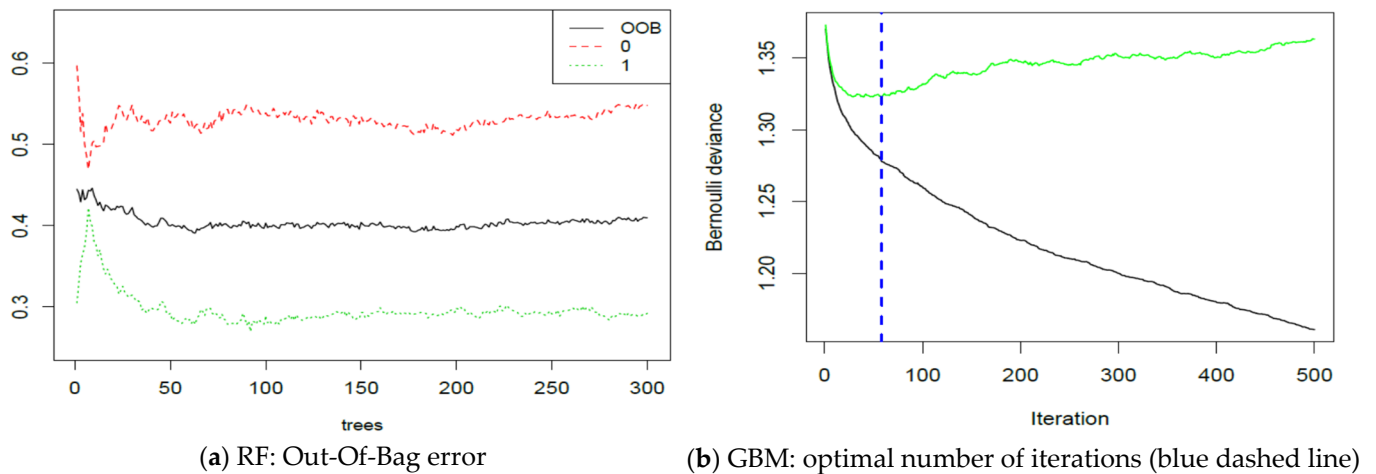 OOB
0
1
0.6
0.5
0.4
0.3
0 50 100 150 200 250 300
trees
(a) RF: Out-Of-Bag error
1.35
1.30
1.25
1.20
Bernoulli deviance
0 100 200 300 400 500
Iteration
(b) GBM: optimal number of iterations (blue dashed line)